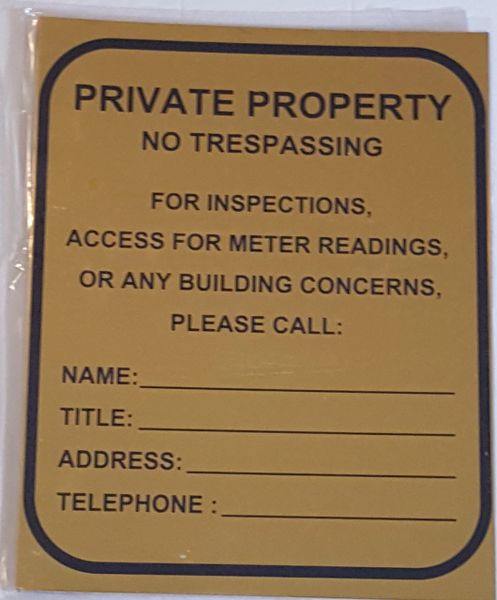 PRIVATE PROPERTY
NO TRESPASSING
FOR INSPECTIONS,
ACCESS FOR METER READINGS,
OR ANY BUILDING CONCERNS,
PLEASE CALL:
NAME:
TITLE:
ADDRESS:
TELEPHONE :